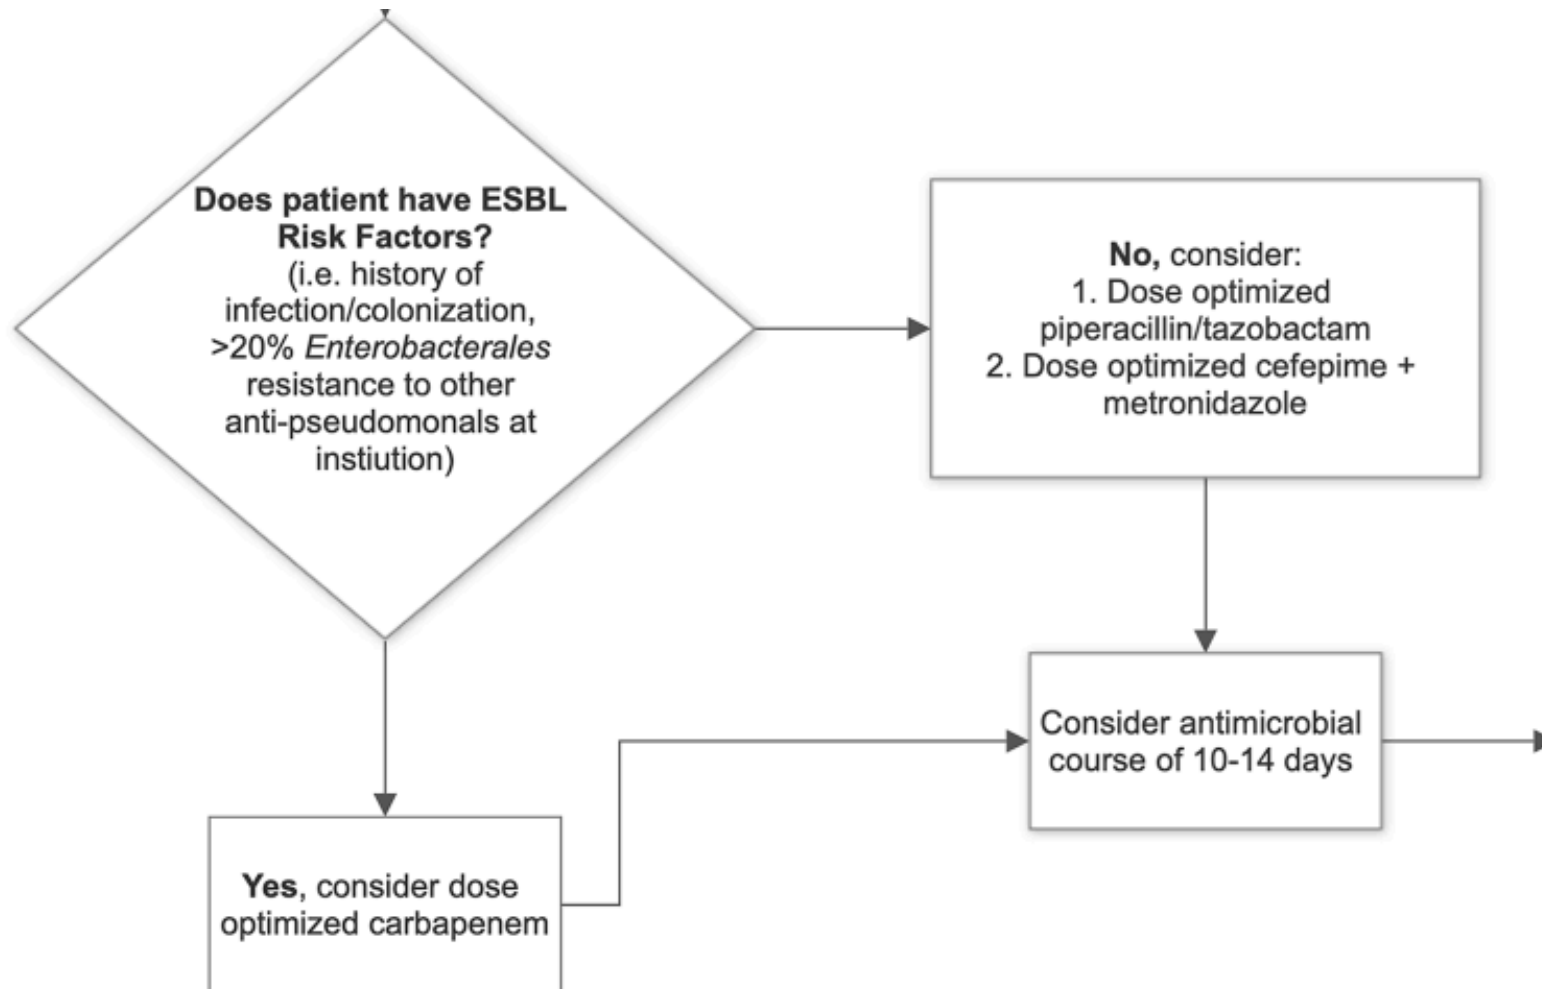 Does patient have ESBL
Risk Factors?
(i.e. history of
infection/colonization,
>20% Enterobacterales
resistance to other
anti-pseudomonals at
instiution)
No, consider:
1. Dose optimized
piperacillin/tazobactam
2. Dose optimized cefepime +
metronidazole
Consider antimicrobial
course of 10-14 days
Yes, consider dose
optimized carbapenem